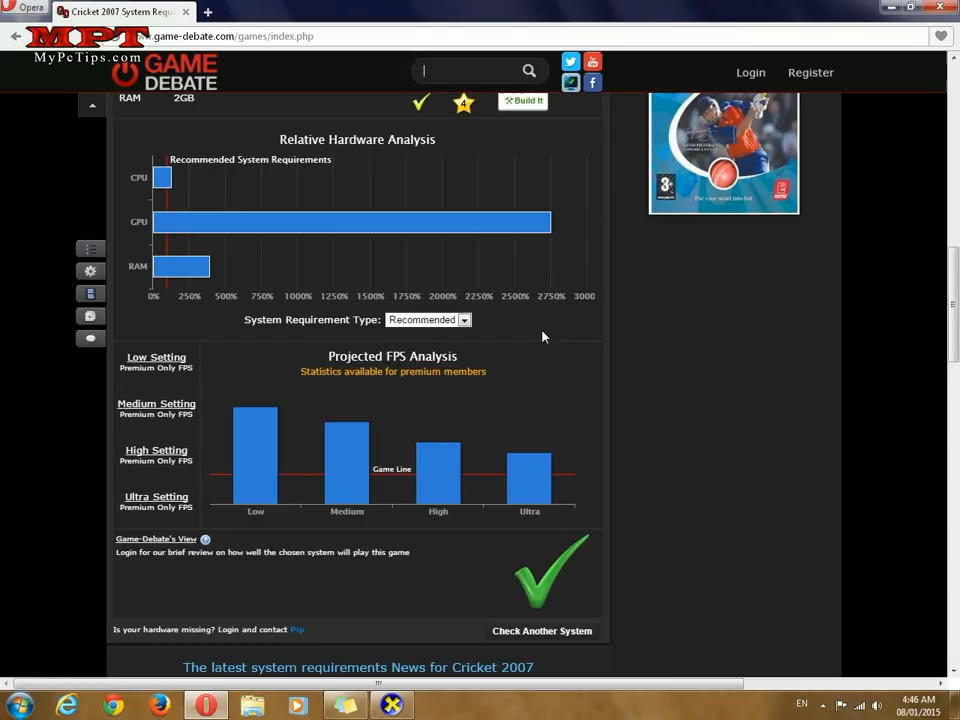 Opera
Cricket 2007 System Requ
MPT
MyPcTips.com
.game-debate.com/games/index.php
GAME
DEBATE
Login
Register
RAM 2GB
4
Build It
Relative Hardware Analysis
Recommended System Requirements
CPU
GPU
RAM
0% 250% 500% 750% 1000% 1250% 1500% 1750% 2000% 2250% 2500% 2750% 3000
System Requirement Type: Recommended
Projected FPS Analysis
Statistics available for premium members
Low Setting
Premium Only FPS
Medium Setting
Premium Only FPS
High Setting
Premium Only FPS
Ultra Setting
Premium Only FPS
Game Line
Low Medium High Ultra
Game-Debate's View
Login for our brief review on how well the chosen system will play this game
Is your hardware missing? Login and contact Pip
Check Another System
The latest system requirements News for Cricket 2007
3+
EN
4:46 AM
08/01/2015